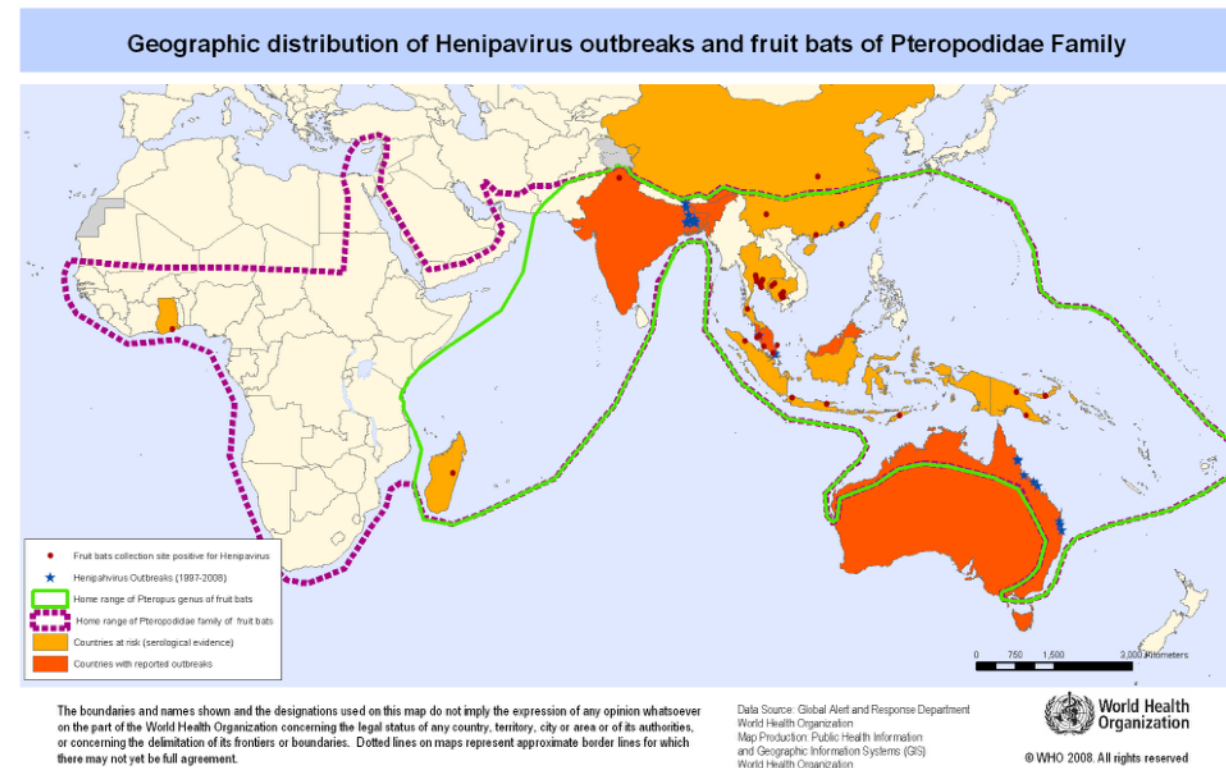 Geographic distribution of Henipavirus outbreaks and fruit bats of Pteropodidae Family
Fruit bats collection site positive for Henipavirus
Henipahvirus Outbreaks (1997-2008)
Home range of Pteropus genus of fruit bats
Home range of Pteropodidae family of fruit bats
Countries at risk (serological evidence)
Countries with reported outbreaks
0 750 1,500 3,000 Kilometers
The boundaries and names shown and the designations used on this map do not imply the expression of any opinion whatsoever
on the part of the World Health Organization concerning the legal status of any country, territory, city or area or of its authorities,
or concerning the delimitation of its frontiers or boundaries. Dotted lines on maps represent approximate border lines for which
there may not yet be full agreement.
Data Source: Global Alert and Response Department
World Health Organization
Map Production: Public Health Information
and Geographic Information Systems (GIS)
World Health Organization
World Health
Organization
© WHO 2008. All rights reserved